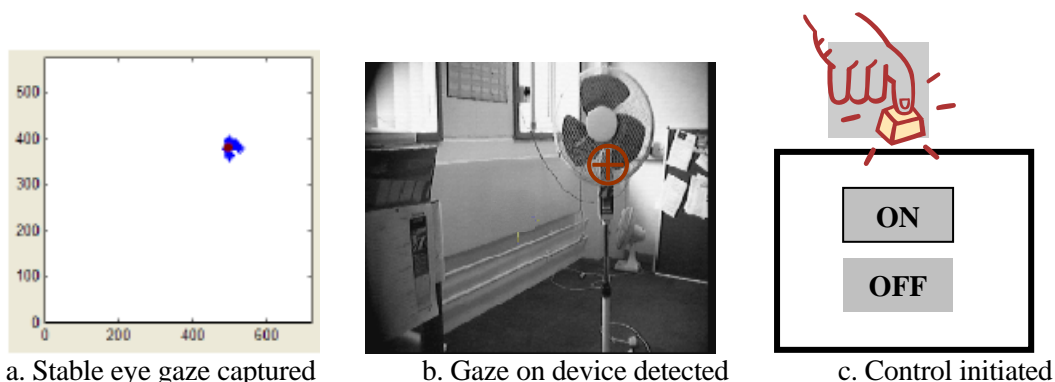 500
400
300
200
100
0
0 200 400 600
ON
OFF
a. Stable eye gaze captured b. Gaze on device detected c. Control initiated